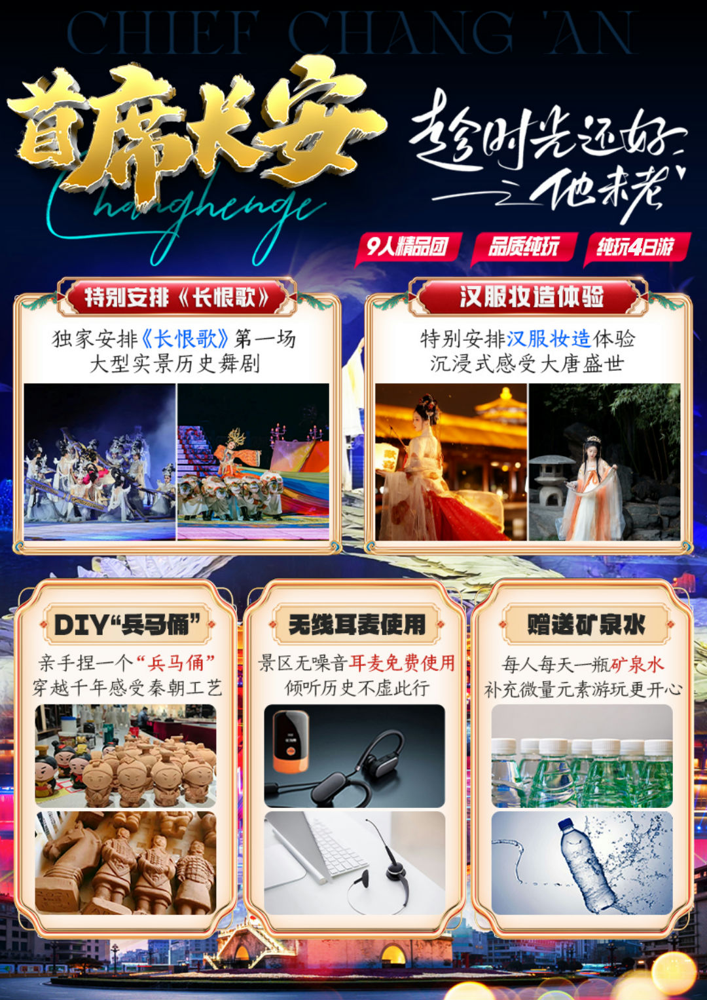 CHIEF CHANG'AN
首席长安
Changhenge
趁时光还好
他未老
9人精品团
品质纯玩
纯玩4日游
特别安排《长恨歌》
独家安排《长恨歌》第一场
大型实景历史舞剧
汉服妆造体验
特别安排汉服妆造体验
沉浸式感受大唐盛世
DIY“兵马俑”
亲手捏一个“兵马俑”
穿越千年感受秦朝工艺
无线耳麦使用
景区无噪音耳麦免费使用
倾听历史不虚此行
赠送矿泉水
每人每天一瓶矿泉水
补充微量元素游玩更开心